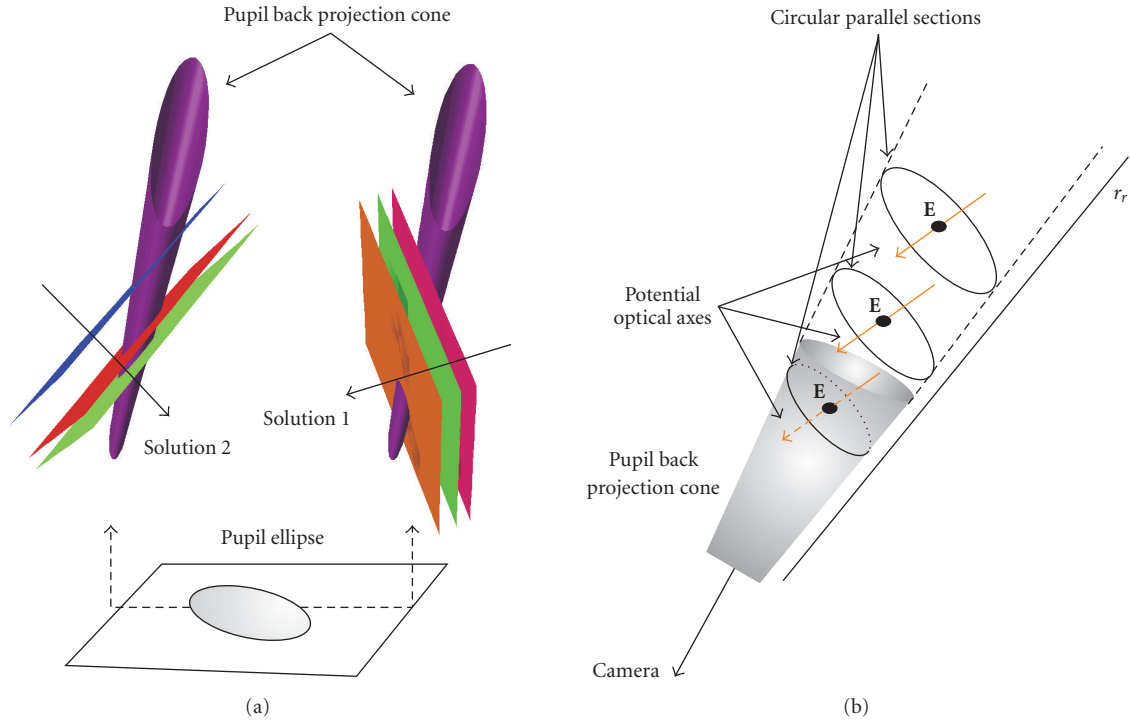 Pupil back projection cone
Solution 1
Solution 2
Pupil ellipse
(a)
Circular parallel sections
r_r
E
E
Potential
optical axes
E
Pupil back
projection cone
Camera
(b)